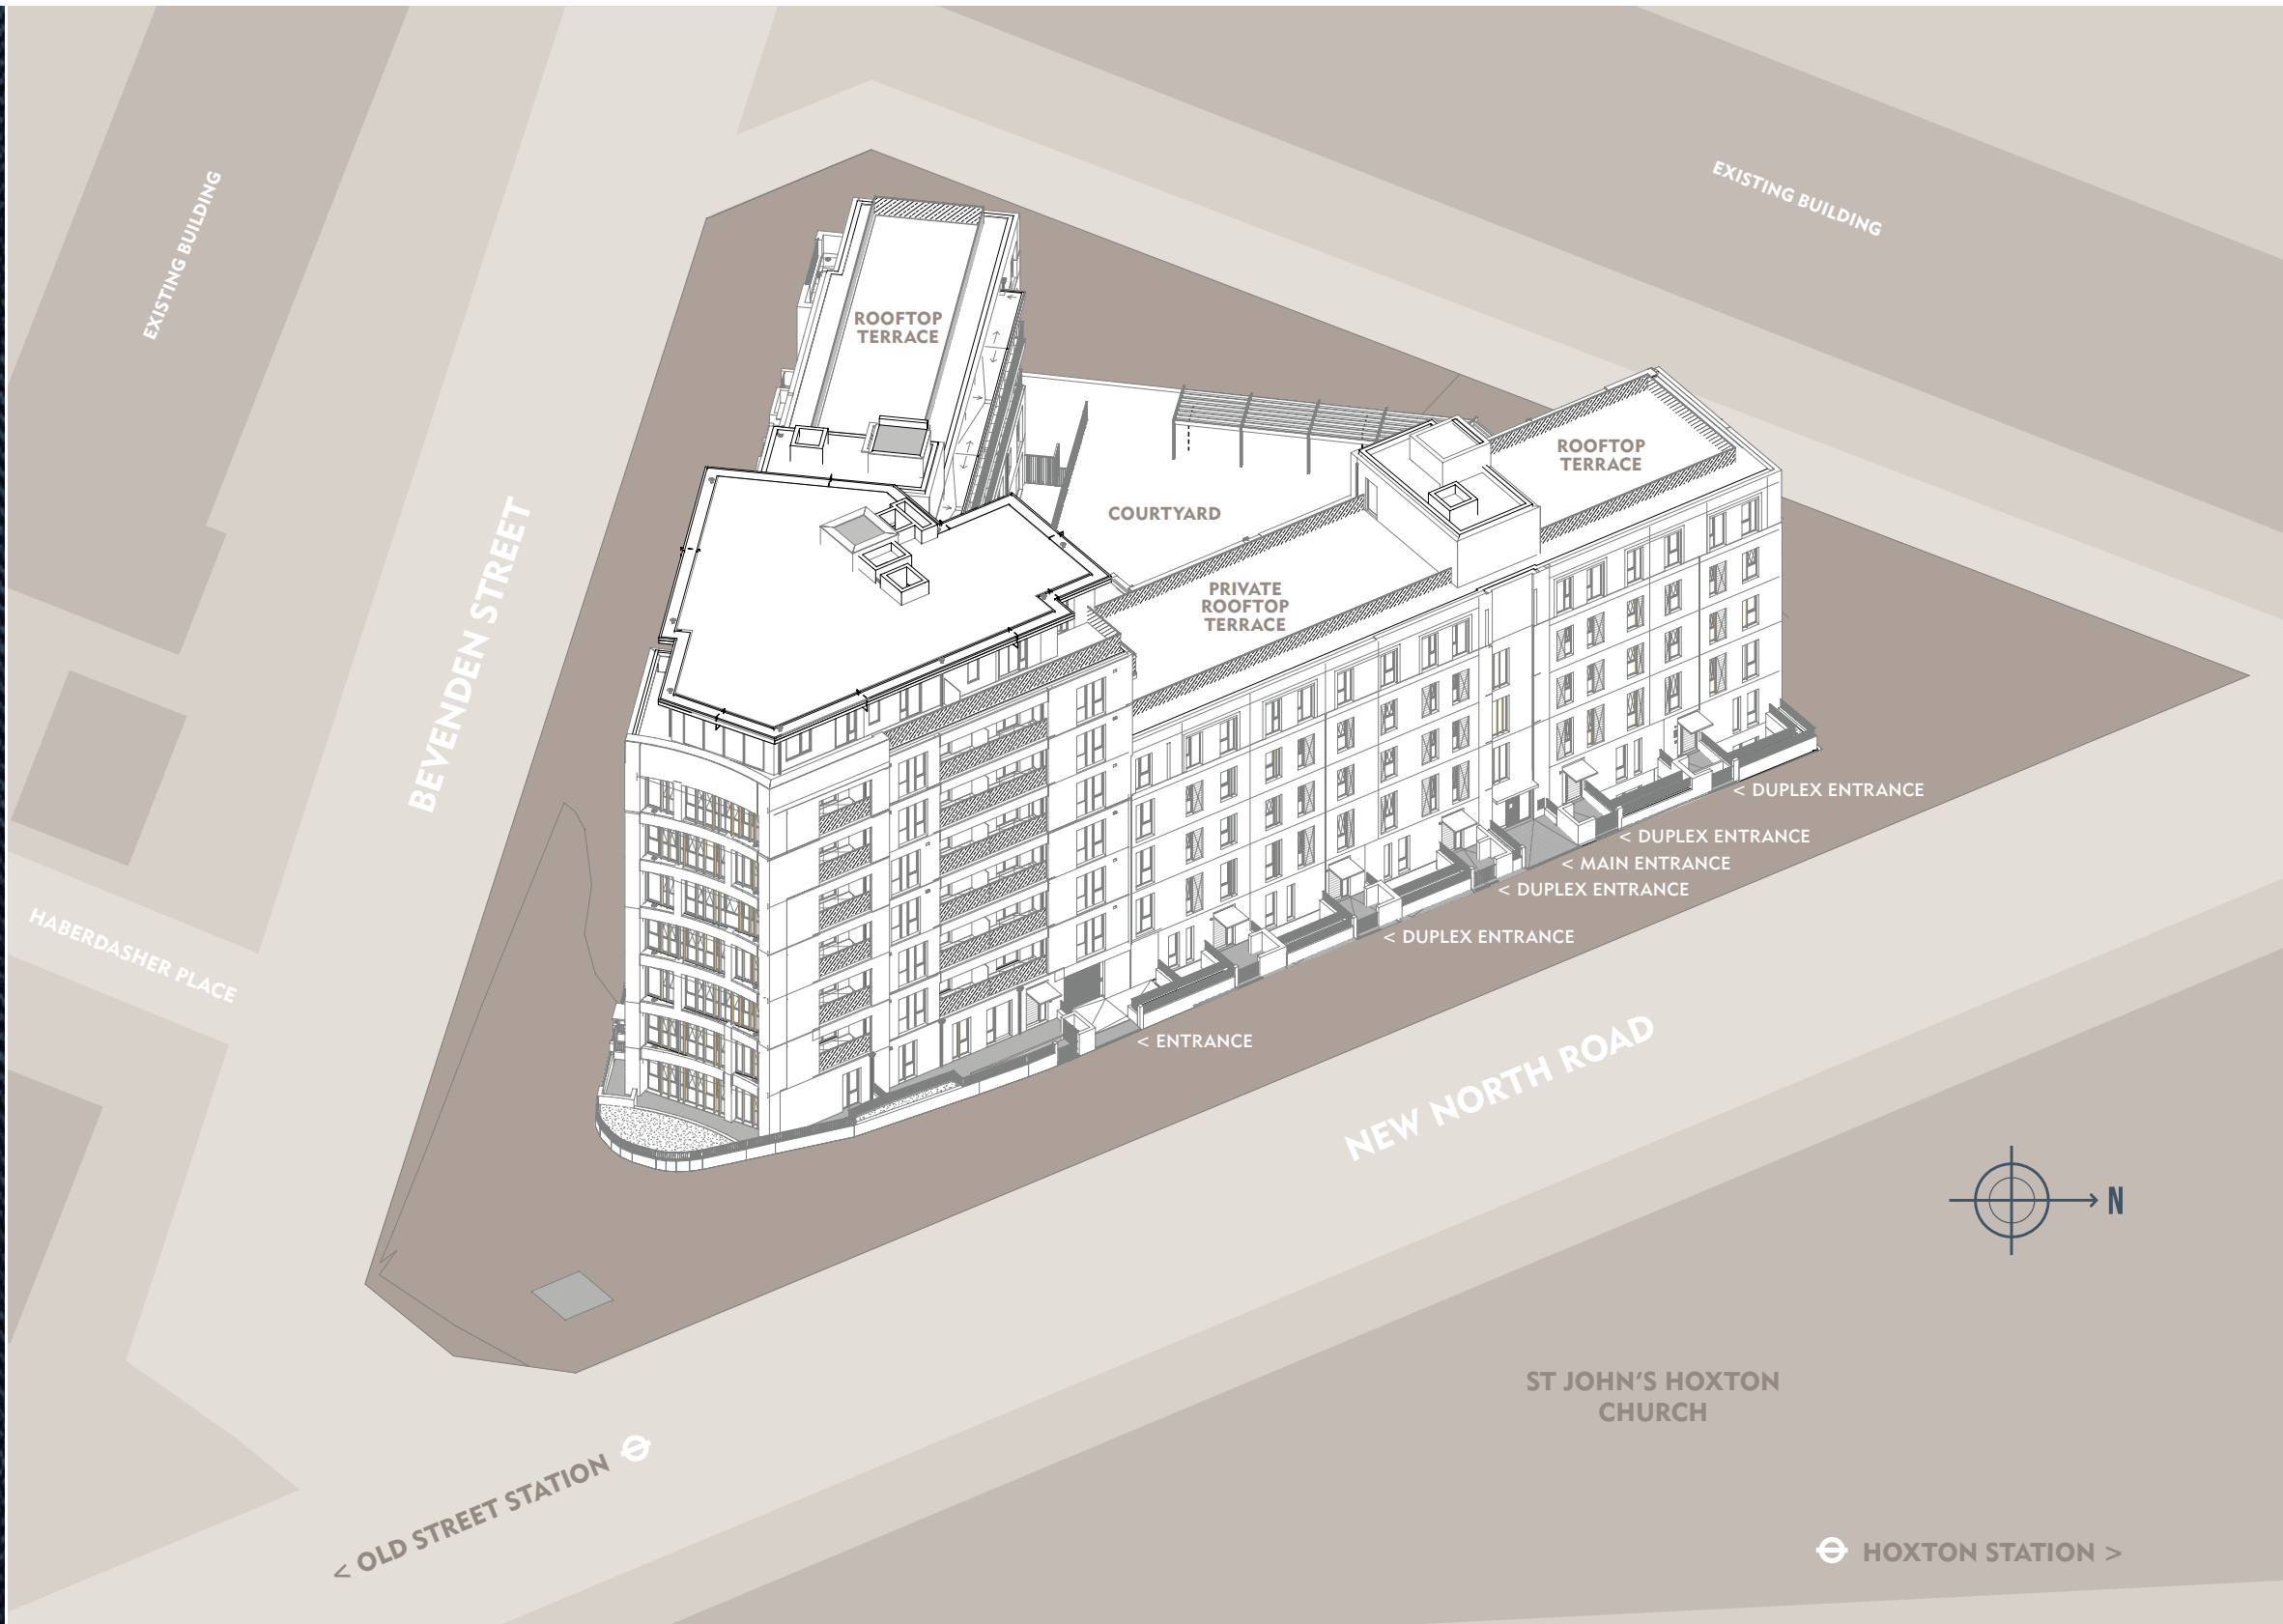 EXISTING BUILDING
EXISTING BUILDING
ROOFTOP
TERRACE
ROOFTOP
TERRACE
COURTYARD
PRIVATE
ROOFTOP
TERRACE
BEVENDEN STREET
< DUPLEX ENTRANCE
< DUPLEX ENTRANCE
< MAIN ENTRANCE
< DUPLEX ENTRANCE
< DUPLEX ENTRANCE
HABERDASHER PLACE
< ENTRANCE
NEW NORTH ROAD
N
ST JOHN'S HOXTON
CHURCH
< OLD STREET STATION
HOXTON STATION >